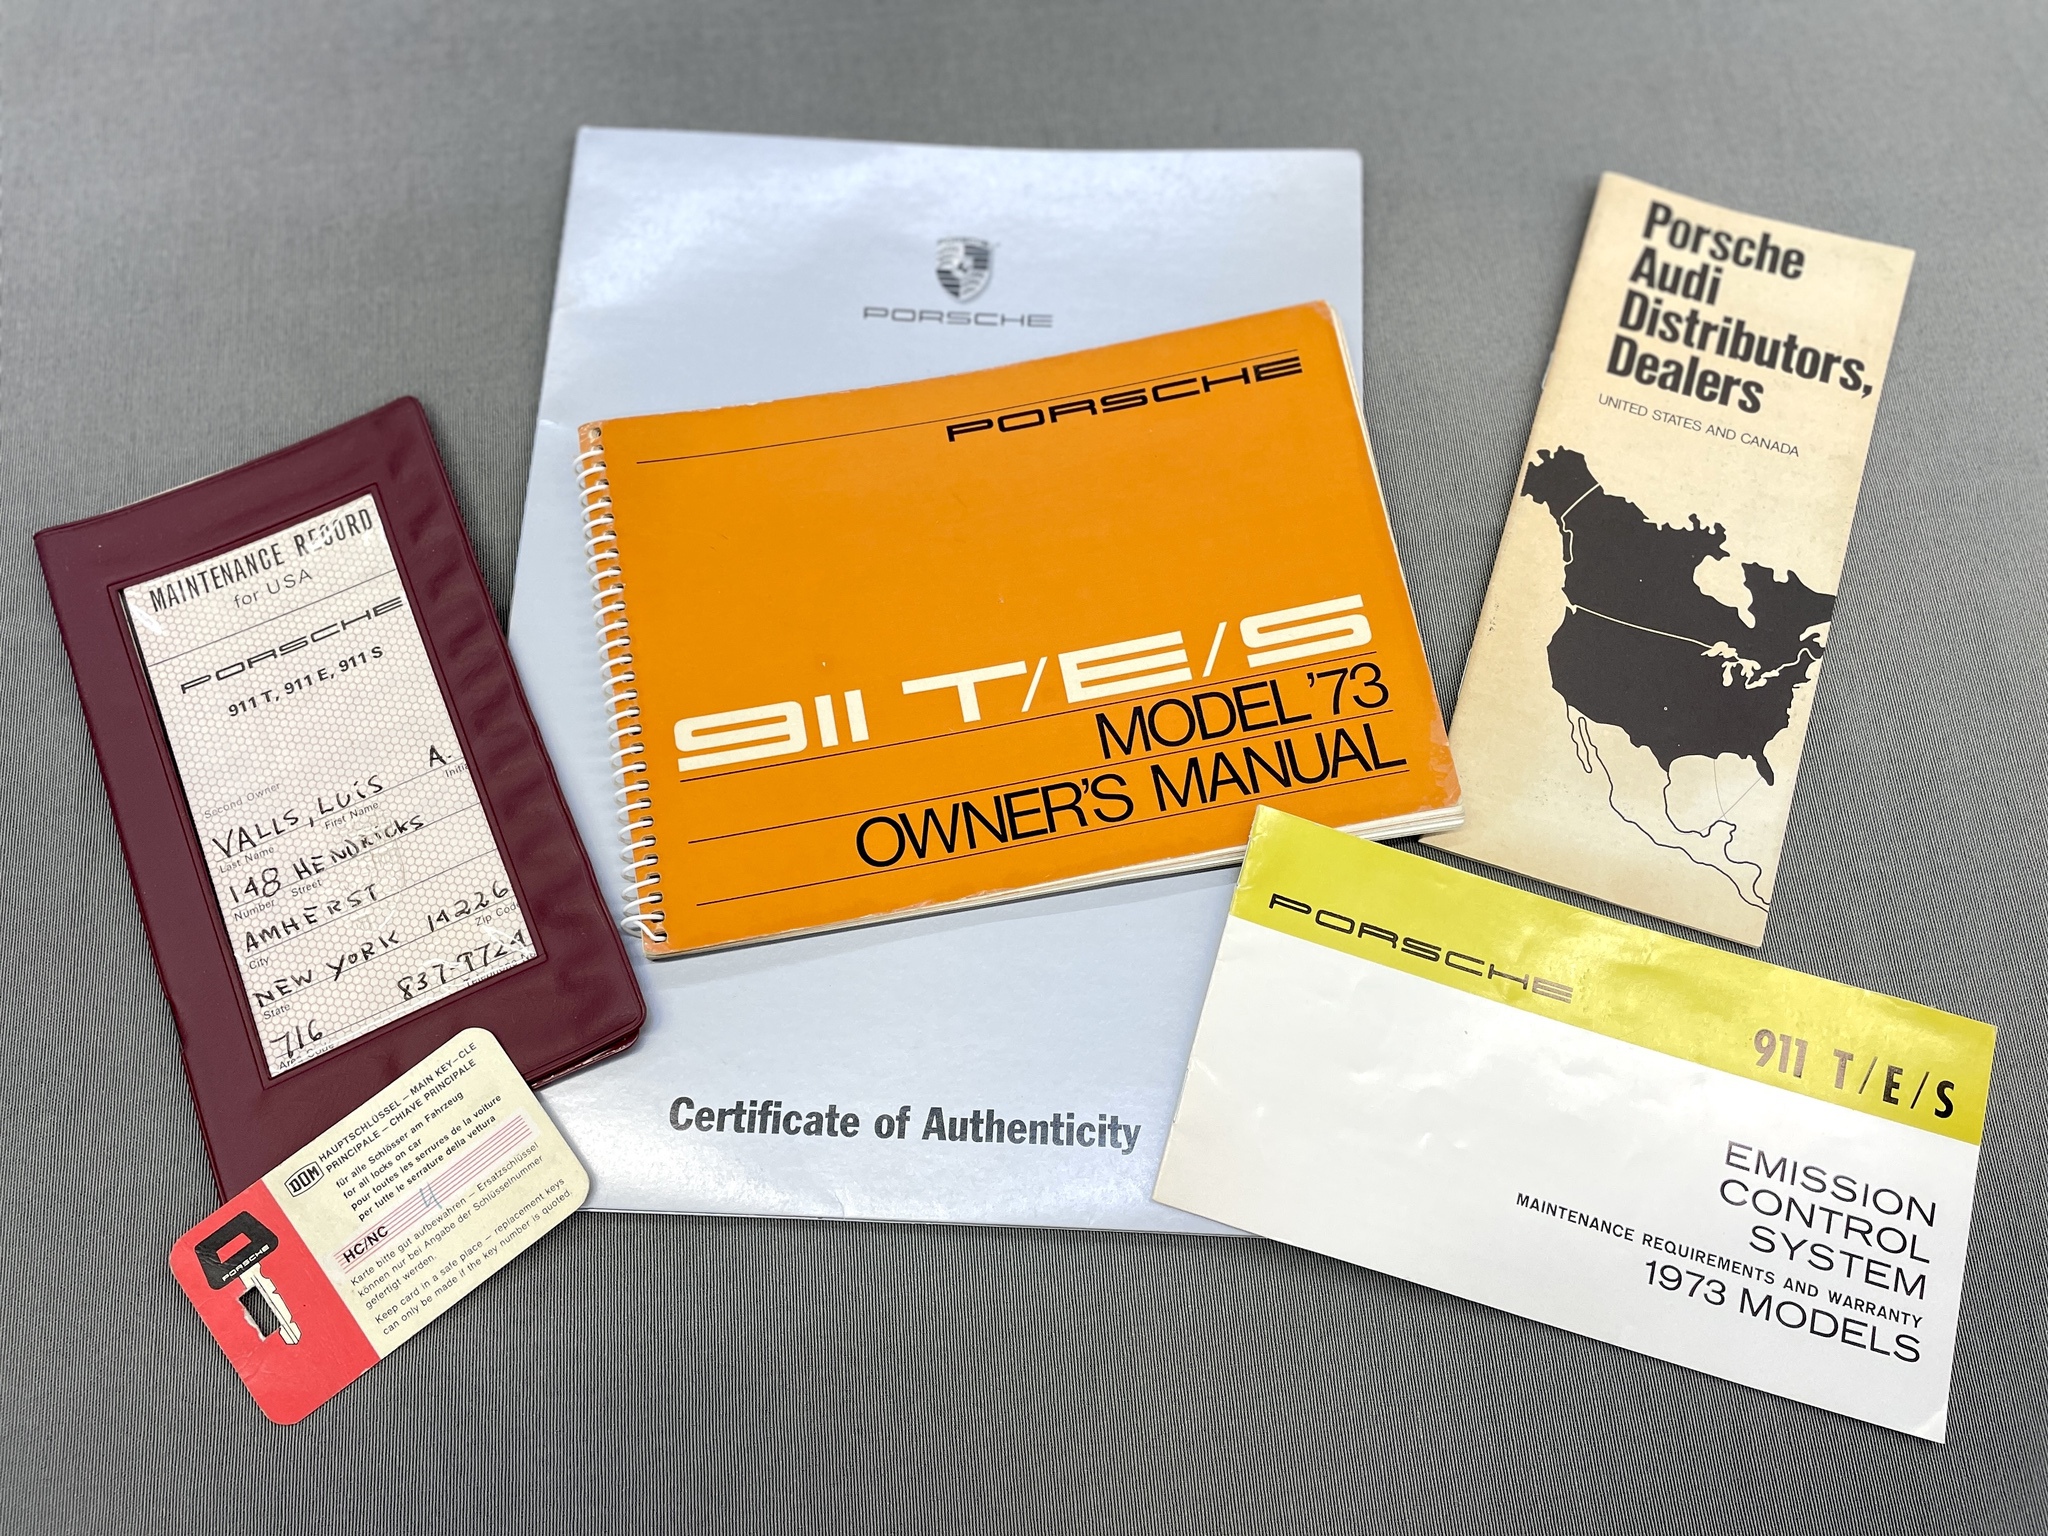 PORSCHE
Certificate of Authenticity
PORSCHE
911 T/E/S
MODEL '73
OWNER'S MANUAL
Porsche
Audi
Distributors,
Dealers
UNITED STATES AND CANADA
MAINTENANCE RECORD
for USA
PORSCHE
911 T, 911 E, 911 S
Second Owner
VALLS, LUIS A.
Last Name First Name Initial
148 HENDRICKS
Number Street
AMHERST
City
NEW YORK 14226
State Zip Code
716 837-9724
Area Code
DOM HAUPTSCHLÜSSEL – MAIN KEY – CLE
PRINCIPALE – CHIAVE PRINCIPALE
für alle Schlösser am Fahrzeug
for all locks on car
pour toutes les serrures de la voiture
per tutte le serrature della vettura
HC/NC
Karte bitte gut aufbewahren – Ersatzschlüssel
können nur bei Angabe der Schlüsselnummer
gefertigt werden.
Keep card in a safe place – replacement keys
can only be made if the key number is quoted.
PORSCHE
PORSCHE
911 T/E/S
EMISSION
CONTROL
SYSTEM
MAINTENANCE REQUIREMENTS AND WARRANTY
1973 MODELS